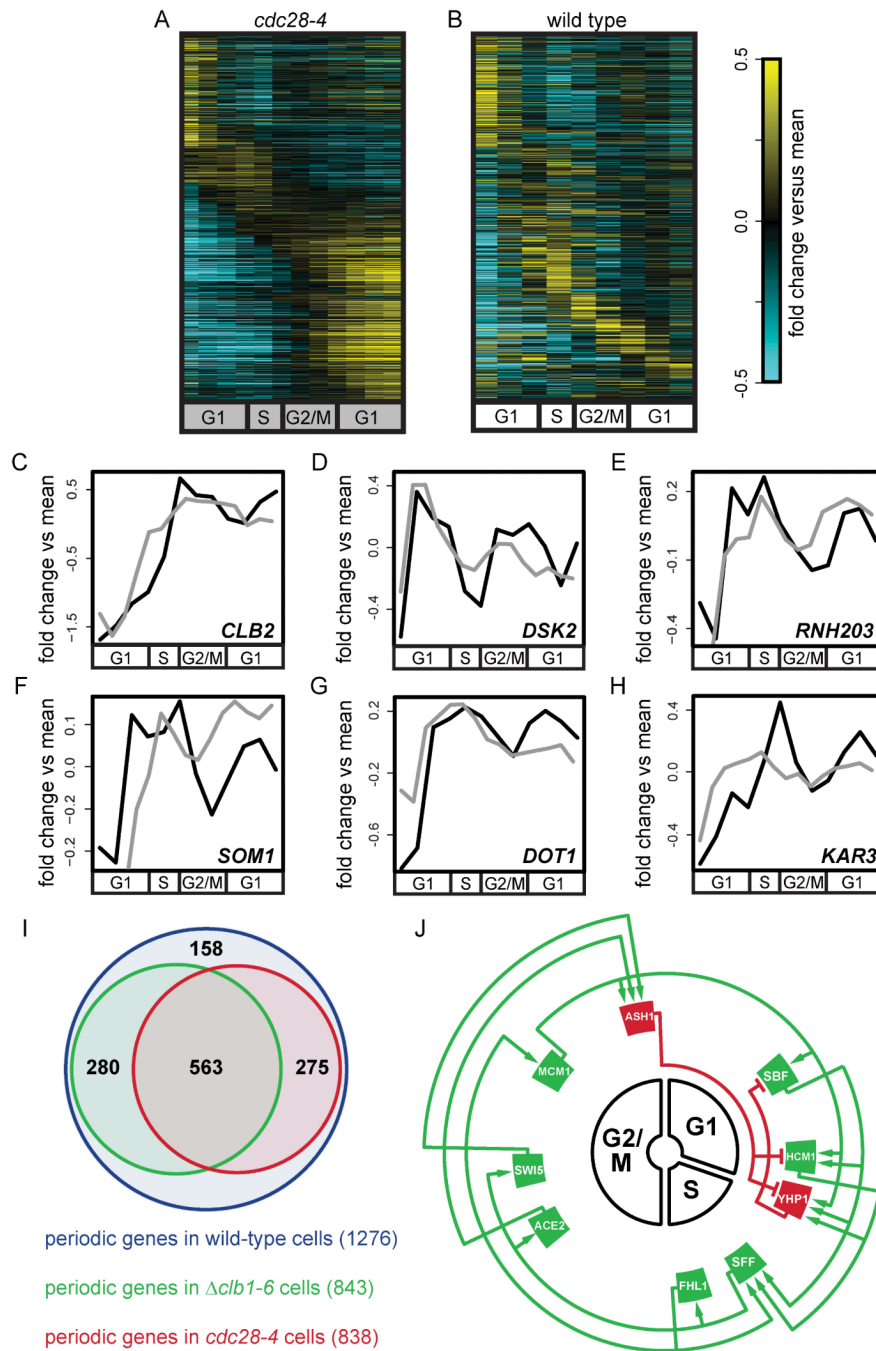 A
cdc28-4
B
wild type
G1 S G2/M G1
G1 S G2/M G1
0.5
0.0
-0.5
fold change versus mean
C
fold change vs mean
0.5
-0.5
-1.5
CLB2
G1 S G2/M G1
D
fold change vs mean
0.4
0.0
-0.4
DSK2
G1 S G2/M G1
E
fold change vs mean
0.2
-0.1
-0.4
RNH203
G1 S G2/M G1
F
fold change vs mean
0.1
0.0
-0.2
-0.2
SOM1
G1 S G2/M G1
G
fold change vs mean
0.2
-0.2
-0.6
DOT1
G1 S G2/M G1
H
fold change vs mean
0.4
0.0
-0.4
KAR3
G1 S G2/M G1
I
158
280
563
275
periodic genes in wild-type cells (1276)
periodic genes in Δclb1-6 cells (843)
periodic genes in cdc28-4 cells (838)
J
ASH1
MCM1
SBF
G1
G2/
M
S
HCM1
SWI5
YHP1
ACE2
SFF
FHL1